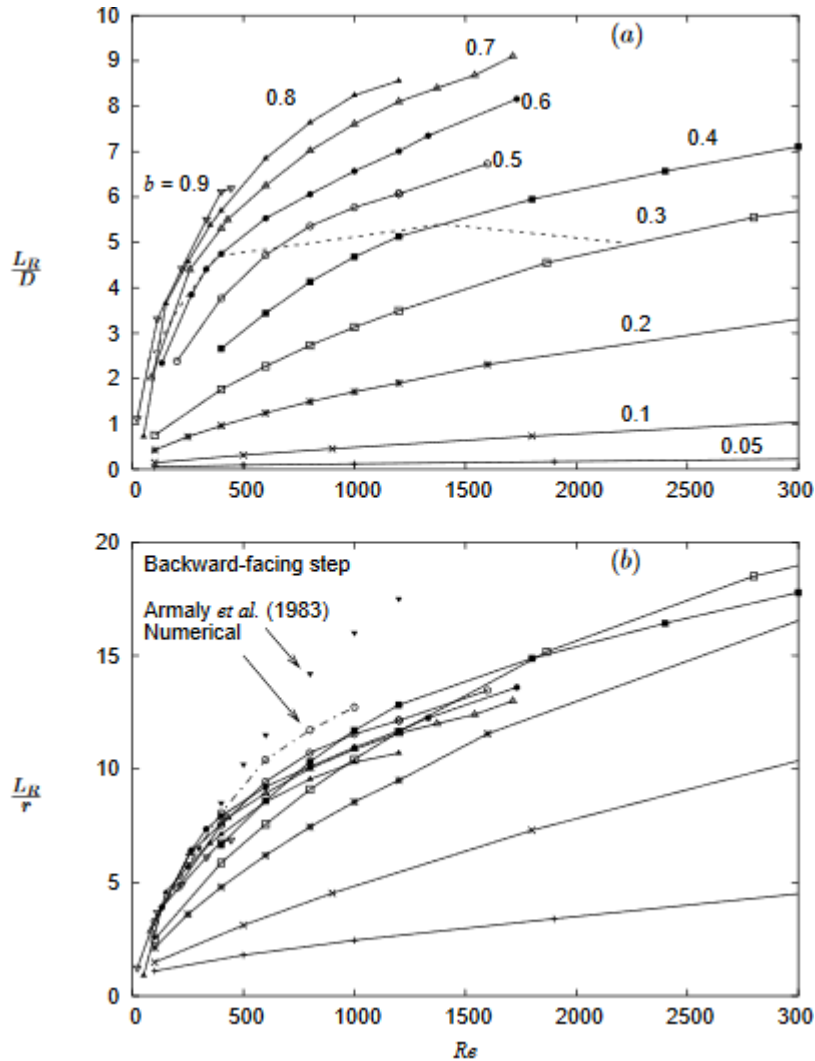 (a)
10
9
8
7
6
5
4
3
2
1
0
L_R
D
b = 0.9
0.8
0.7
0.6
0.5
0.4
0.3
0.2
0.1
0.05
0 500 1000 1500 2000 2500 300
(b)
20
15
10
5
0
L_R
r
Backward-facing step
Armaly et al. (1983)
Numerical
0 500 1000 1500 2000 2500 300
Re